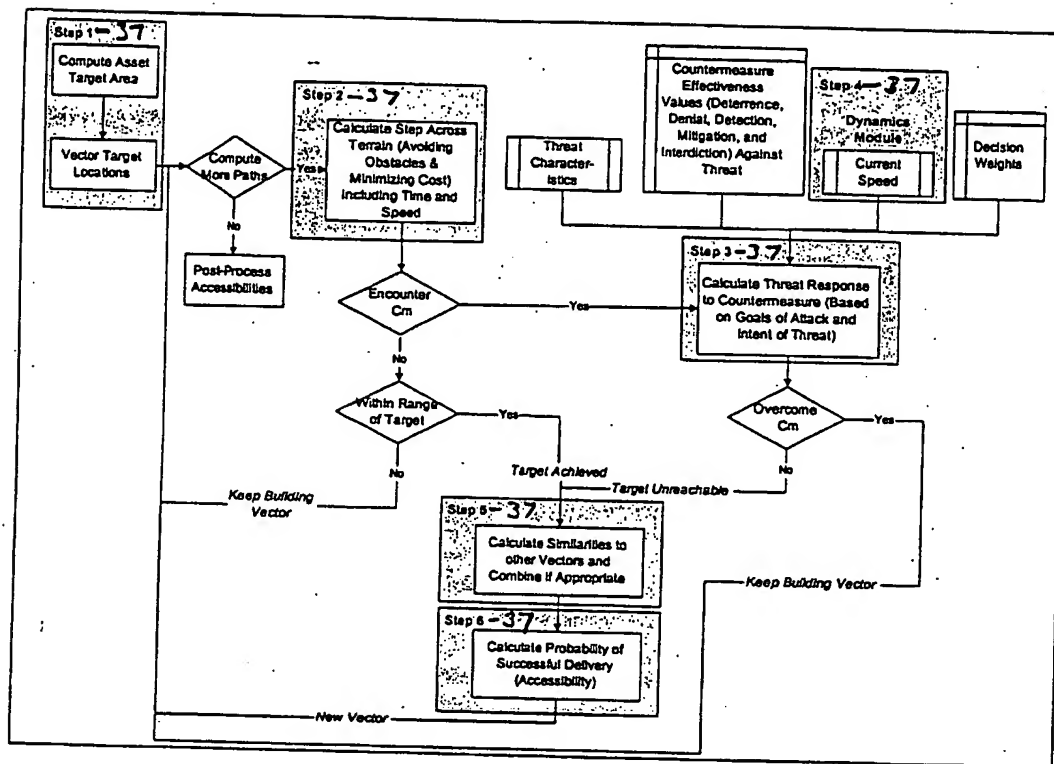 Step 1-37
Compute Asset
Target Area
Vector Target
Locations
Compute
More Paths
Yes
No
Post-Process
Accessibilities
Step 2-37
Calculate Step Across
Terrain (Avoiding
Obstacles &
Minimizing Cost)
Including Time and
Speed
Threat
Character-
istics
Countermeasure
Effectiveness
Values (Deterrence,
Denial, Detection,
Mitigation, and
Interdiction) Against
Threat
Step 4-37
Dynamics
Module
Current
Speed
Decision
Weights
Encounter
Cm
Yes
No
Step 3-37
Calculate Threat Response
to Countermeasure (Based
on Goals of Attack and
Intent of Threat)
Within Range
of Target
Yes
No
Overcome
Cm
Yes
No
Target Achieved
Target Unreachable
Keep Building
Vector
Step 5-37
Calculate Similarities to
other Vectors and
Combine if Appropriate
Keep Building Vector
Step 6-37
Calculate Probability of
Successful Delivery
(Accessibility)
New Vector